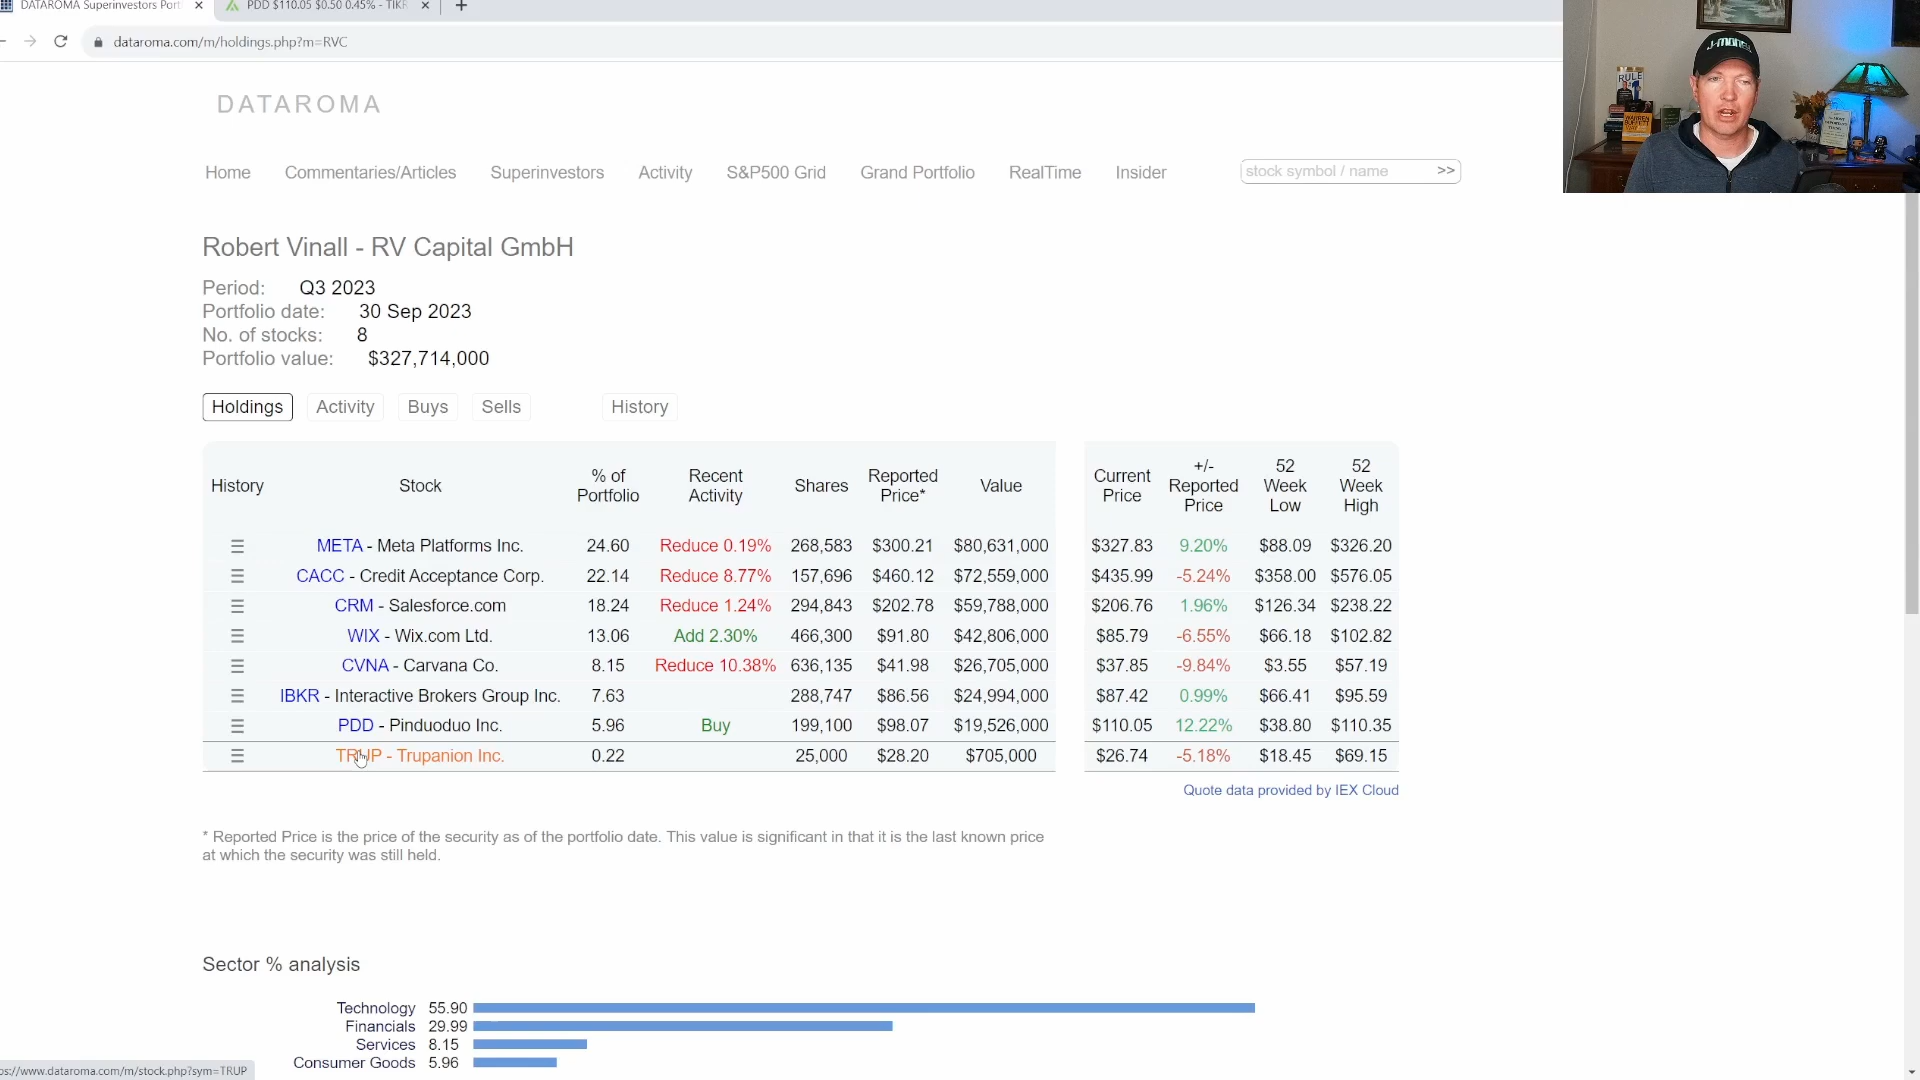 DATAROMA Superinvestors Port
PDD $110.05 $0.50 0.45% - TIKR
dataroma.com/m/holdings.php?m=RVC
J-MONEY
RULE
#1
WARREN
BUFFETT
DATAROMA
Home Commentaries/Articles Superinvestors Activity S&P500 Grid Grand Portfolio RealTime Insider stock symbol / name >>
Robert Vinall - RV Capital GmbH
Period: Q3 2023
Portfolio date: 30 Sep 2023
No. of stocks: 8
Portfolio value: $327,714,000
Holdings Activity Buys Sells History
History Stock % of Portfolio Recent Activity Shares Reported Price* Value Current Price +/- Reported Price 52 Week Low 52 Week High
META - Meta Platforms Inc. 24.60 Reduce 0.19% 268,583 $300.21 $80,631,000 $327.83 9.20% $88.09 $326.20
CACC - Credit Acceptance Corp. 22.14 Reduce 8.77% 157,696 $460.12 $72,559,000 $435.99 -5.24% $358.00 $576.05
CRM - Salesforce.com 18.24 Reduce 1.24% 294,843 $202.78 $59,788,000 $206.76 1.96% $126.34 $238.22
WIX - Wix.com Ltd. 13.06 Add 2.30% 466,300 $91.80 $42,806,000 $85.79 -6.55% $66.18 $102.82
CVNA - Carvana Co. 8.15 Reduce 10.38% 636,135 $41.98 $26,705,000 $37.85 -9.84% $3.55 $57.19
IBKR - Interactive Brokers Group Inc. 7.63 288,747 $86.56 $24,994,000 $87.42 0.99% $66.41 $95.59
PDD - Pinduoduo Inc. 5.96 Buy 199,100 $98.07 $19,526,000 $110.05 12.22% $38.80 $110.35
TRUP - Trupanion Inc. 0.22 25,000 $28.20 $705,000 $26.74 -5.18% $18.45 $69.15
Quote data provided by IEX Cloud
* Reported Price is the price of the security as of the portfolio date. This value is significant in that it is the last known price
at which the security was still held.
Sector % analysis
Technology 55.90
Financials 29.99
Services 8.15
Consumer Goods 5.96
ps://www.dataroma.com/m/stock.php?sym=TRUP